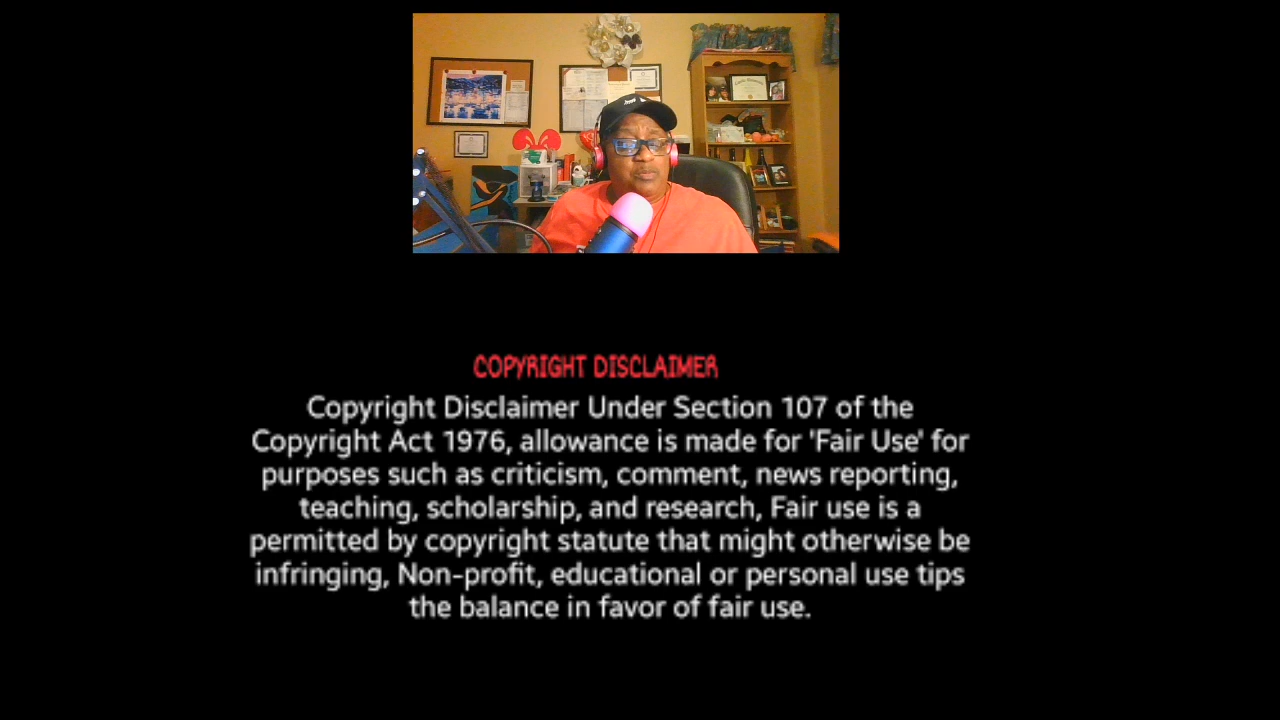 COPYRIGHT DISCLAIMER
Copyright Disclaimer Under Section 107 of the
Copyright Act 1976, allowance is made for 'Fair Use' for
purposes such as criticism, comment, news reporting,
teaching, scholarship, and research, Fair use is a
permitted by copyright statute that might otherwise be
infringing, Non-profit, educational or personal use tips
the balance in favor of fair use.